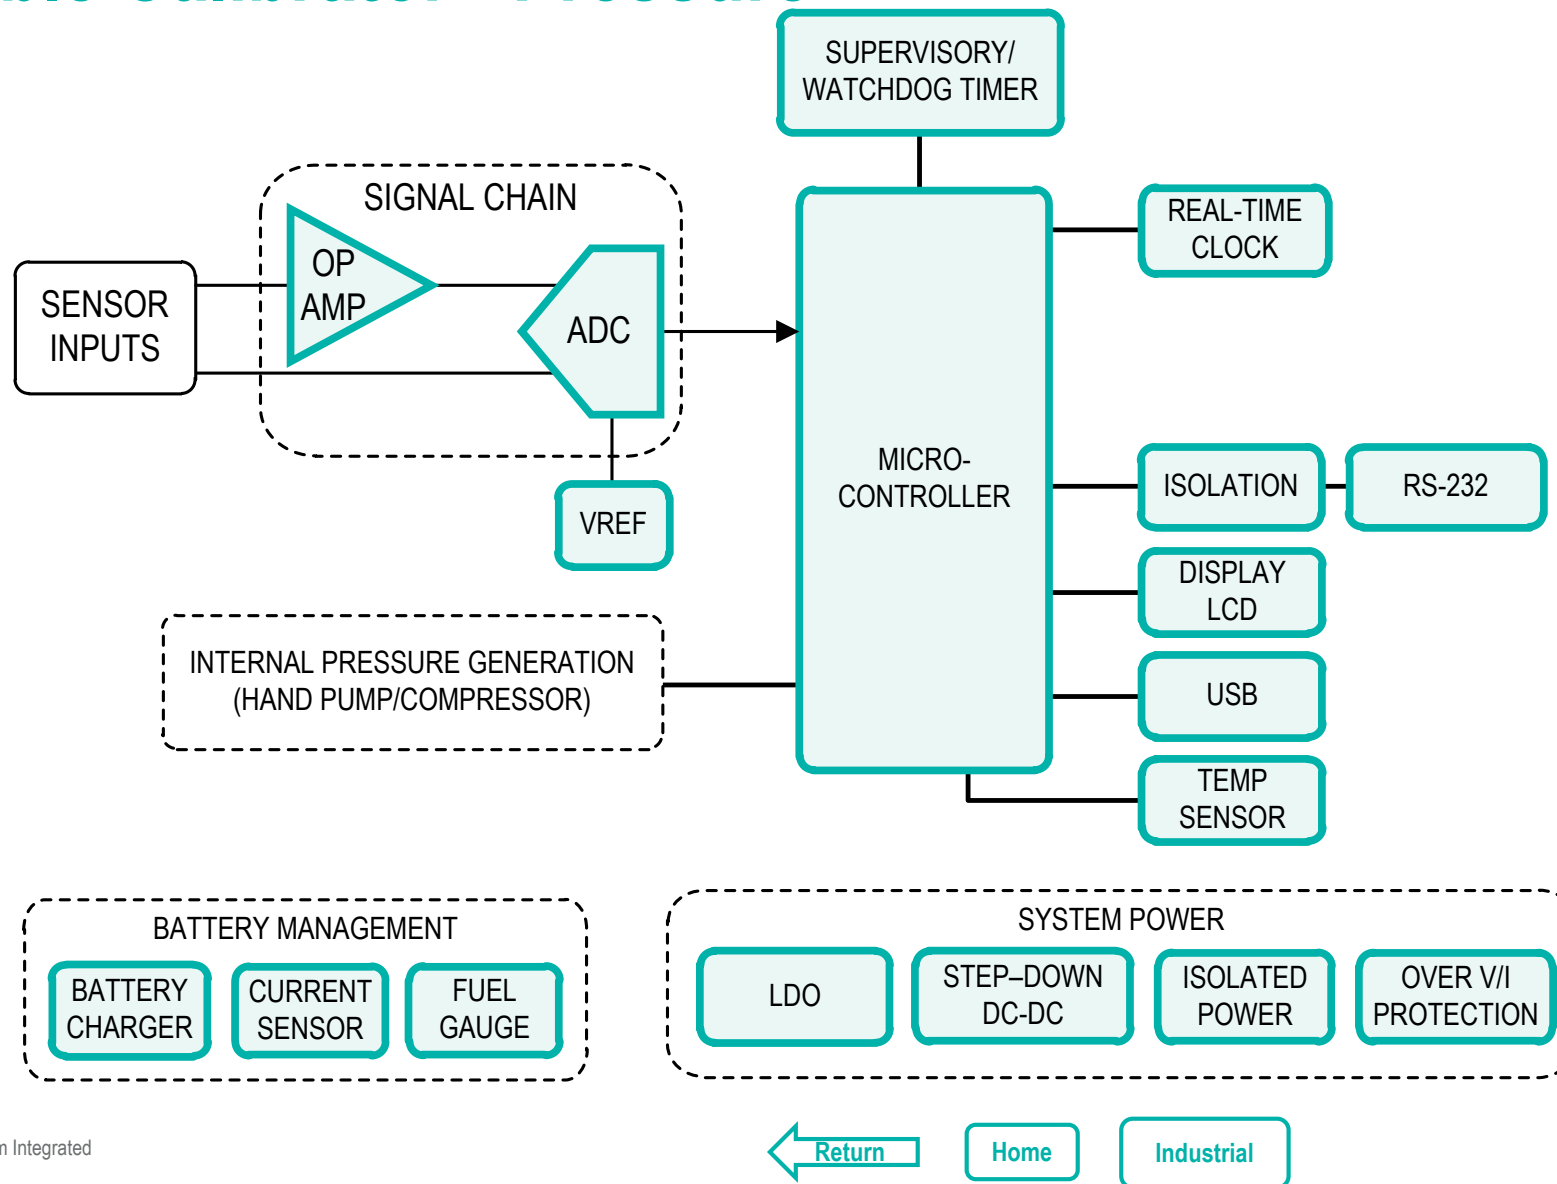 SUPERVISORY/
WATCHDOG TIMER
SIGNAL CHAIN
OP
AMP
ADC
SENSOR
INPUTS
VREF
MICRO-
CONTROLLER
REAL-TIME
CLOCK
ISOLATION
RS-232
DISPLAY
LCD
USB
TEMP
SENSOR
INTERNAL PRESSURE GENERATION
(HAND PUMP/COMPRESSOR)
BATTERY MANAGEMENT
BATTERY
CHARGER
CURRENT
SENSOR
FUEL
GAUGE
SYSTEM POWER
LDO
STEP–DOWN
DC-DC
ISOLATED
POWER
OVER V/I
PROTECTION
Integrated
Return
Home
Industrial